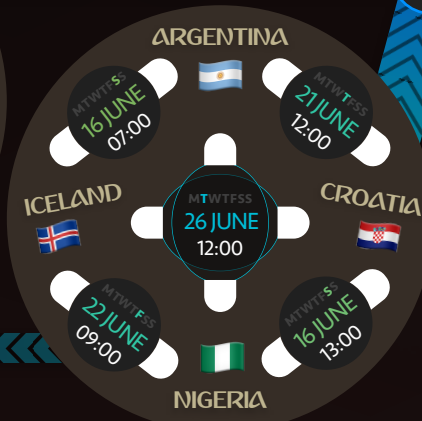 ARGENTINA
MTWTFSS
16 JUNE
07:00
MTWTFSS
21 JUNE
12:00
ICELAND
MTWTFSS
26 JUNE
12:00
CROATIA
MTWTFSS
22 JUNE
09:00
MTWTFSS
16 JUNE
13:00
NIGERIA